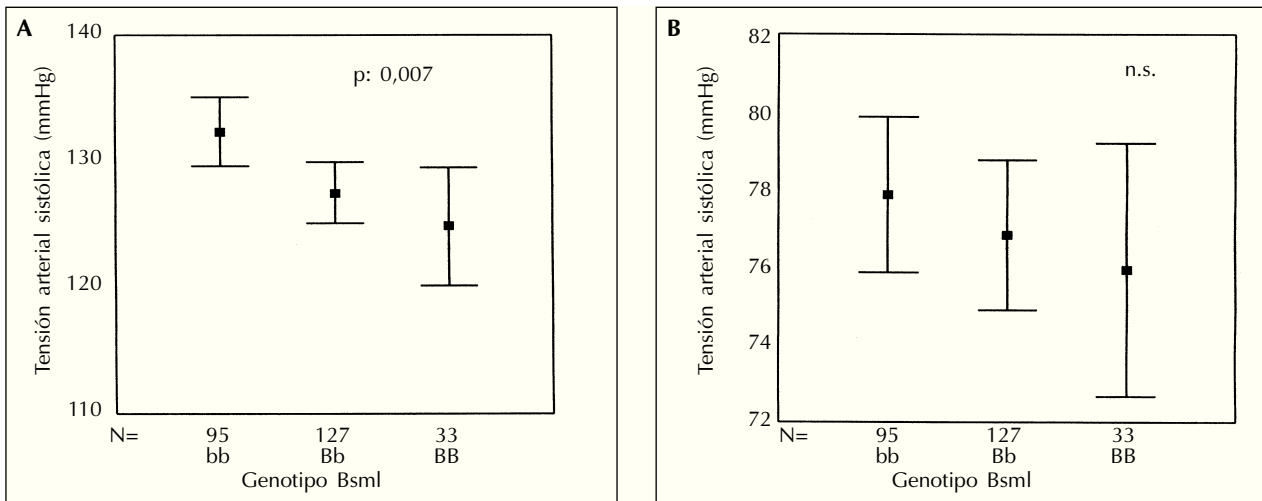 A
Tensión arterial sistólica (mmHg)
140
130
120
110
p: 0,007
N= 95 127 33
bb Bb BB
Genotipo Bsml
B
Tensión arterial sistólica (mmHg)
82
80
78
76
74
72
n.s.
N= 95 127 33
bb Bb BB
Genotipo Bsml